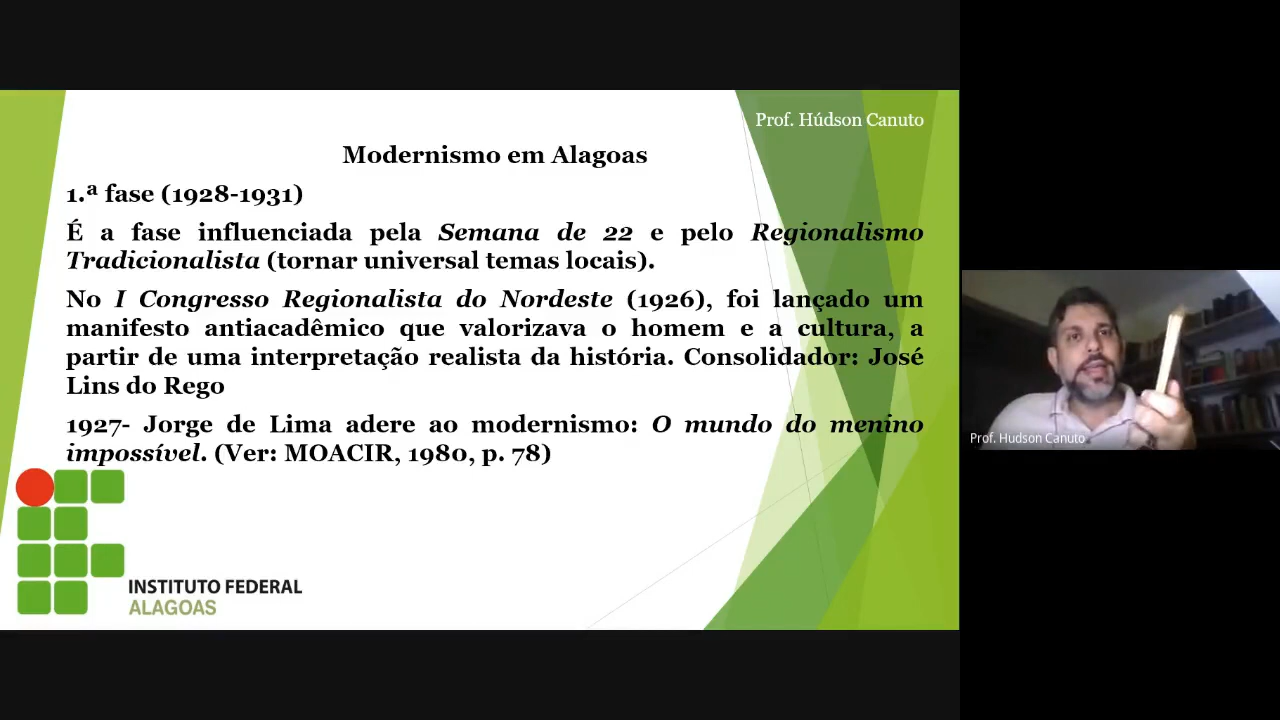 Prof. Húdson Canuto
Modernismo em Alagoas
1.ª fase (1928-1931)
É a fase influenciada pela Semana de 22 e pelo Regionalismo
Tradicionalista (tornar universal temas locais).
No I Congresso Regionalista do Nordeste (1926), foi lançado um
manifesto antiacadêmico que valorizava o homem e a cultura, a
partir de uma interpretação realista da história. Consolidador: José
Lins do Rego
1927- Jorge de Lima adere ao modernismo: O mundo do menino
impossível. (Ver: MOACIR, 1980, p. 78)
INSTITUTO FEDERAL
ALAGOAS
Prof. Hudson Canuto